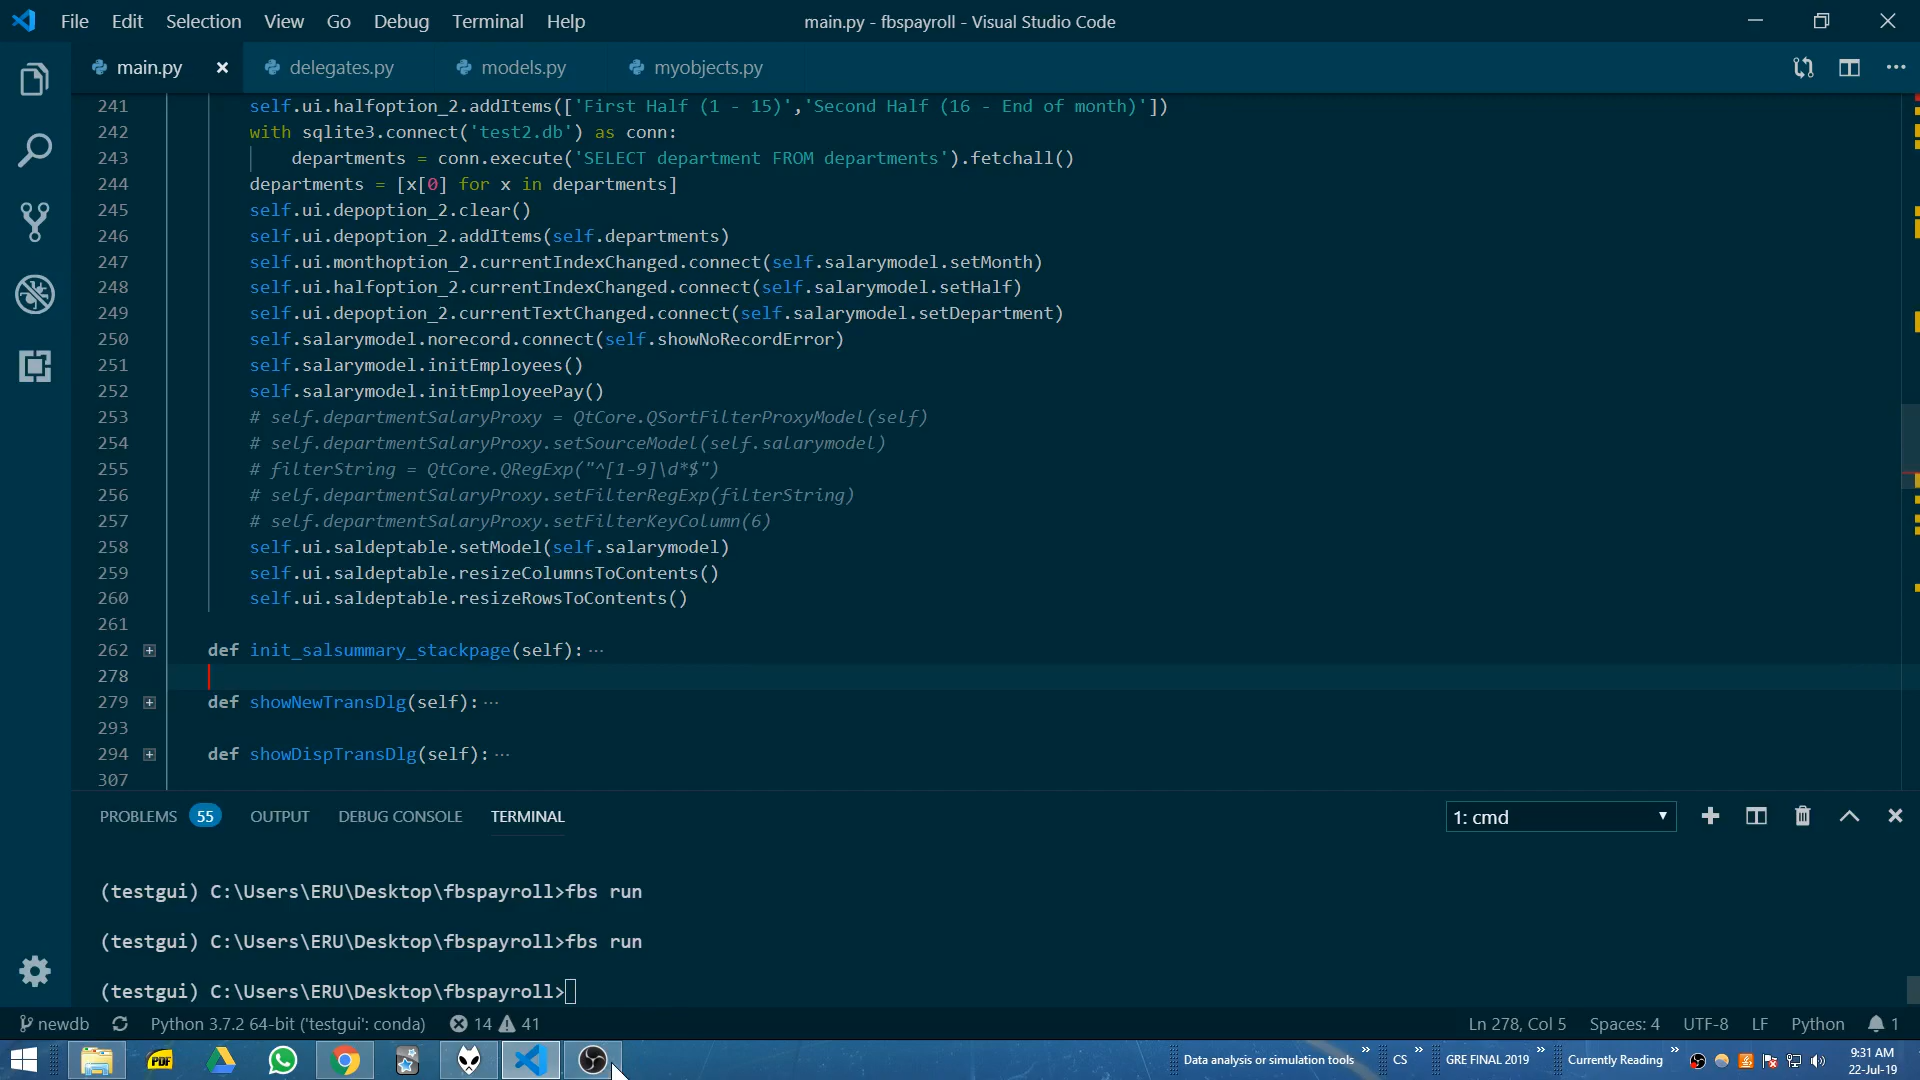 File Edit Selection View Go Debug Terminal Help main.py - fbspayroll - Visual Studio Code
main.py delegates.py models.py myobjects.py
241 self.ui.halfoption_2.addItems(['First Half (1 - 15)','Second Half (16 - End of month)'])
242 with sqlite3.connect('test2.db') as conn:
243 departments = conn.execute('SELECT department FROM departments').fetchall()
244 departments = [x[0] for x in departments]
245 self.ui.depoption_2.clear()
246 self.ui.depoption_2.addItems(self.departments)
247 self.ui.monthoption_2.currentIndexChanged.connect(self.salarymodel.setMonth)
248 self.ui.halfoption_2.currentIndexChanged.connect(self.salarymodel.setHalf)
249 self.ui.depoption_2.currentTextChanged.connect(self.salarymodel.setDepartment)
250 self.salarymodel.norecord.connect(self.showNoRecordError)
251 self.salarymodel.initEmployees()
252 self.salarymodel.initEmployeePay()
253 # self.departmentSalaryProxy = QtCore.QSortFilterProxyModel(self)
254 # self.departmentSalaryProxy.setSourceModel(self.salarymodel)
255 # filterString = QtCore.QRegExp("^[1-9]\d*$")
256 # self.departmentSalaryProxy.setFilterRegExp(filterString)
257 # self.departmentSalaryProxy.setFilterKeyColumn(6)
258 self.ui.saldeptable.setModel(self.salarymodel)
259 self.ui.saldeptable.resizeColumnsToContents()
260 self.ui.saldeptable.resizeRowsToContents()
261
262 def init_salsummary_stackpage(self): ...
278
279 def showNewTransDlg(self): ...
293
294 def showDispTransDlg(self): ...
307
PROBLEMS 55 OUTPUT DEBUG CONSOLE TERMINAL 1: cmd
(testgui) C:\Users\ERU\Desktop\fbspayroll>fbs run
(testgui) C:\Users\ERU\Desktop\fbspayroll>fbs run
(testgui) C:\Users\ERU\Desktop\fbspayroll>
newdb Python 3.7.2 64-bit ('testgui': conda) 14 41 Ln 278, Col 5 Spaces: 4 UTF-8 LF Python 1
PDF Data analysis or simulation tools » CS » GRE FINAL 2019 » Currently Reading » 9:31 AM
22-Jul-19